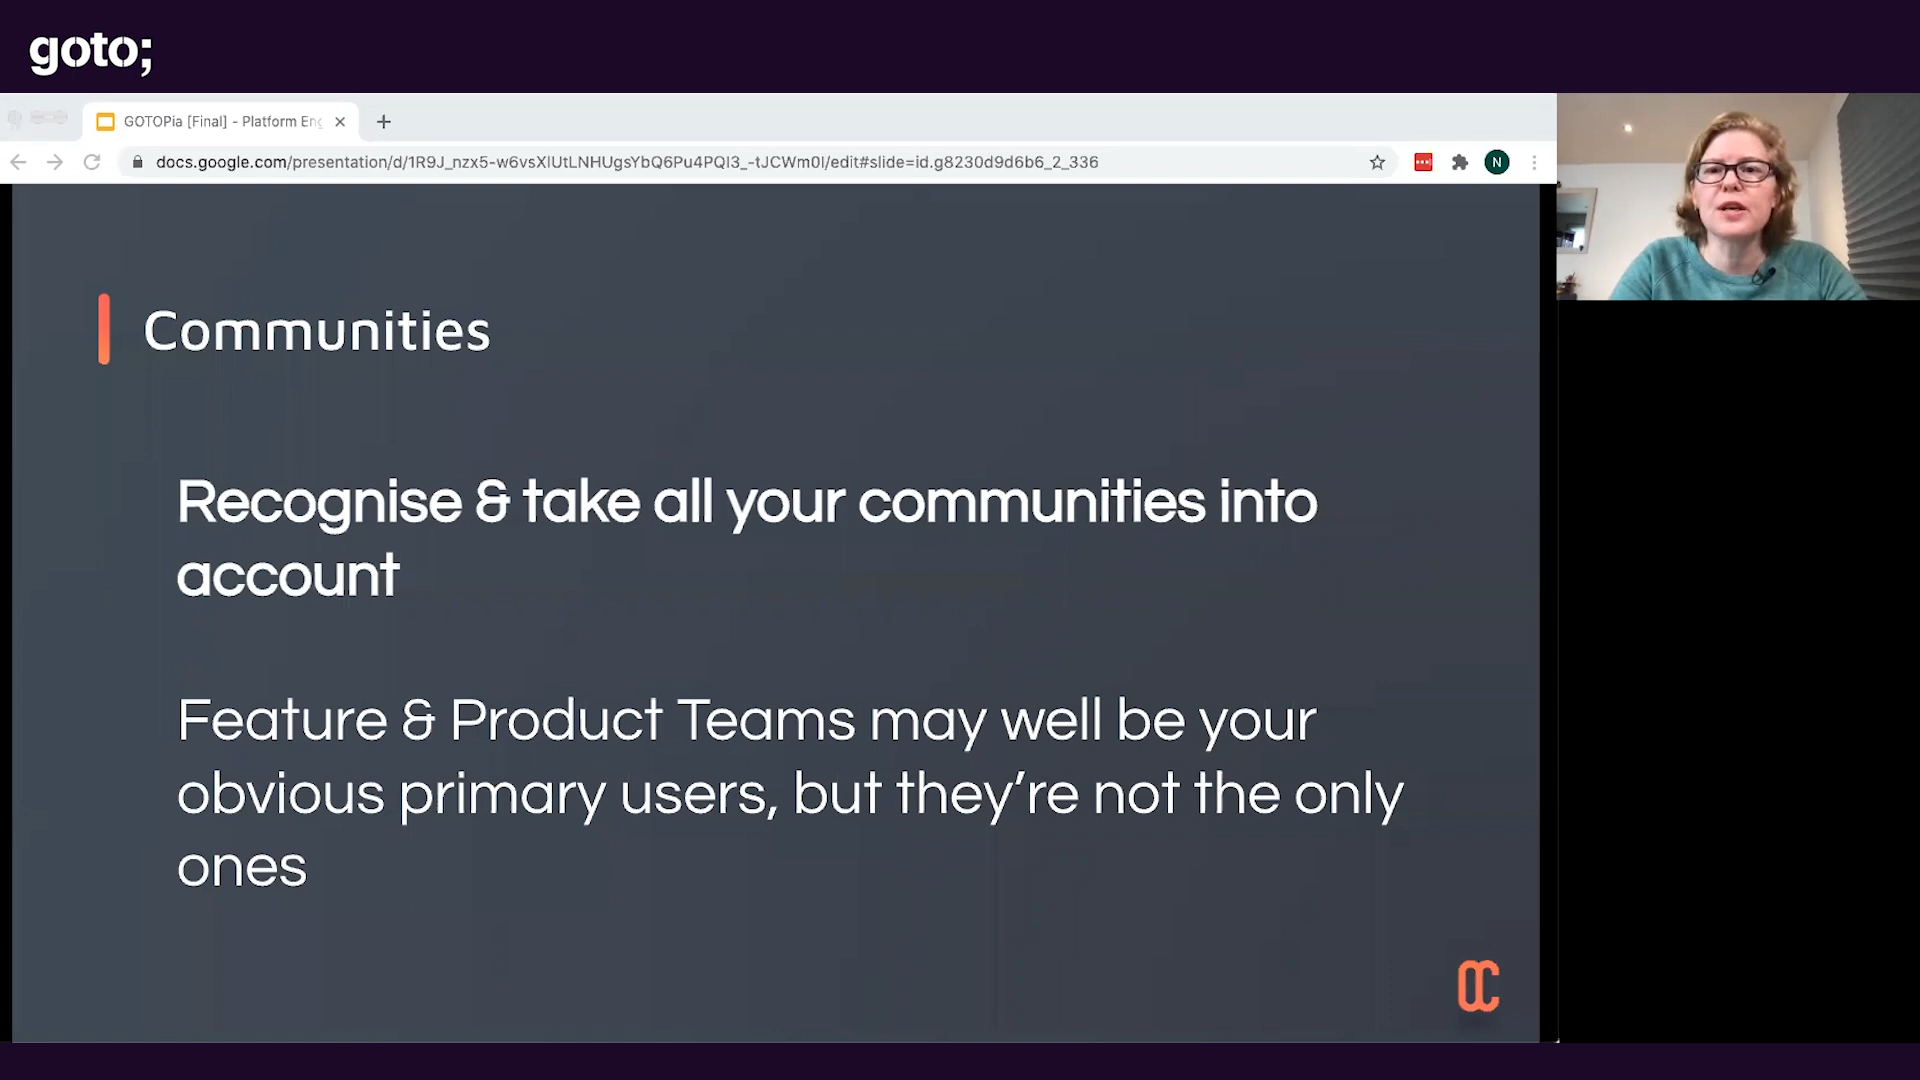 goto;
GOTOPia [Final] - Platform Eng
docs.google.com/presentation/d/1R9J_nzx5-w6vsXlUtLNHUgsYbQ6Pu4PQI3_-tJCWm0I/edit#slide=id.g8230d9d6b6_2_336
N
Communities
Recognise & take all your communities into
account
Feature & Product Teams may well be your
obvious primary users, but they’re not the only
ones